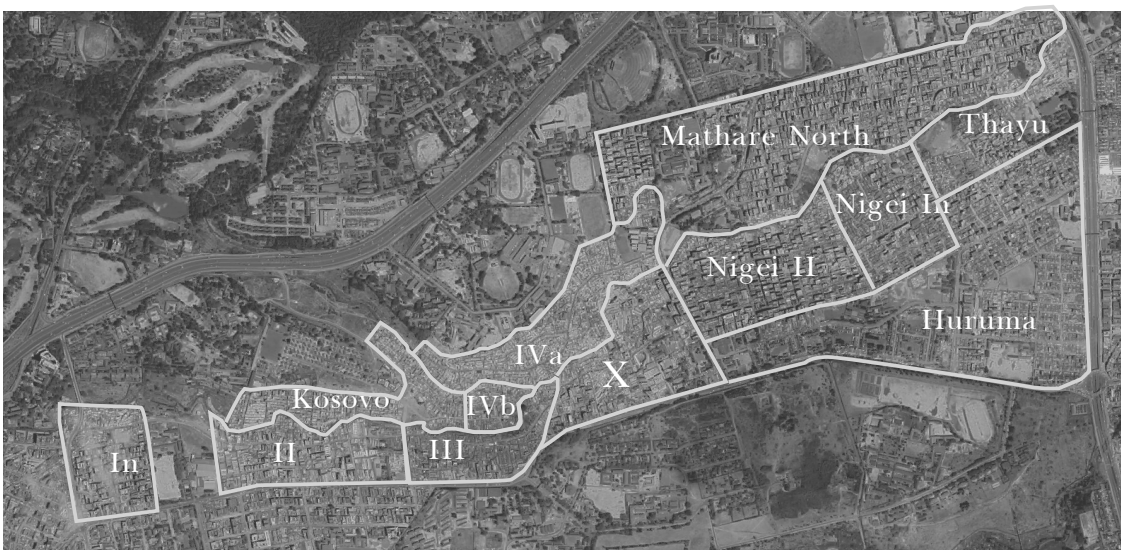 Mathare North
Thayu
Nigei In
Nigei II
Huruma
IVa
X
Kosovo
IVb
II
III
In